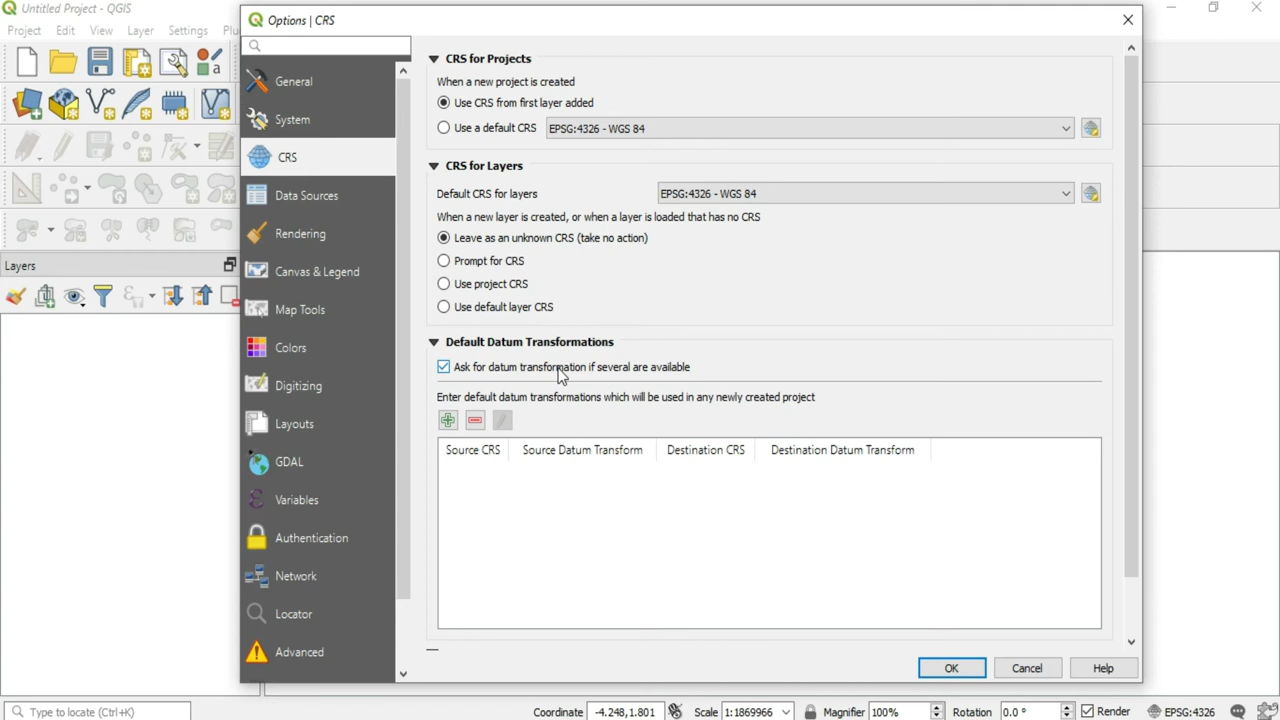 Untitled Project - QGIS
Project Edit View Layer Settings Plu
Options | CRS
General
System
CRS
Data Sources
Rendering
Canvas & Legend
Map Tools
Colors
Digitizing
Layouts
GDAL
Variables
Authentication
Network
Locator
Advanced
CRS for Projects
When a new project is created
Use CRS from first layer added
Use a default CRS EPSG:4326 - WGS 84
CRS for Layers
Default CRS for layers EPSG:4326 - WGS 84
When a new layer is created, or when a layer is loaded that has no CRS
Leave as an unknown CRS (take no action)
Prompt for CRS
Use project CRS
Use default layer CRS
Default Datum Transformations
Ask for datum transformation if several are available
Enter default datum transformations which will be used in any newly created project
Source CRS Source Datum Transform Destination CRS Destination Datum Transform
OK Cancel Help
Layers
Type to locate (Ctrl+K) Coordinate -4.248,1.801 Scale 1:1869966 Magnifier 100% Rotation 0.0 ° Render EPSG:4326